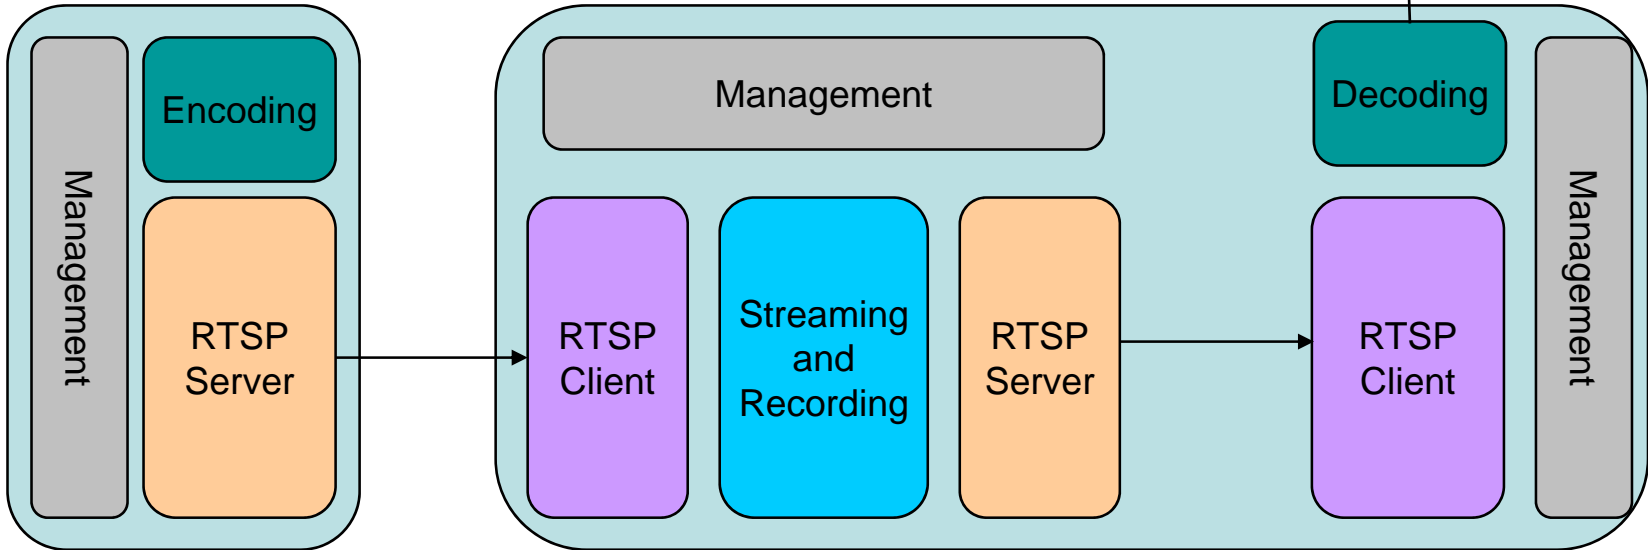 Management
Encoding
RTSP
Server
Management
RTSP
Client
Streaming
and
Recording
RTSP
Server
Decoding
RTSP
Client
Management